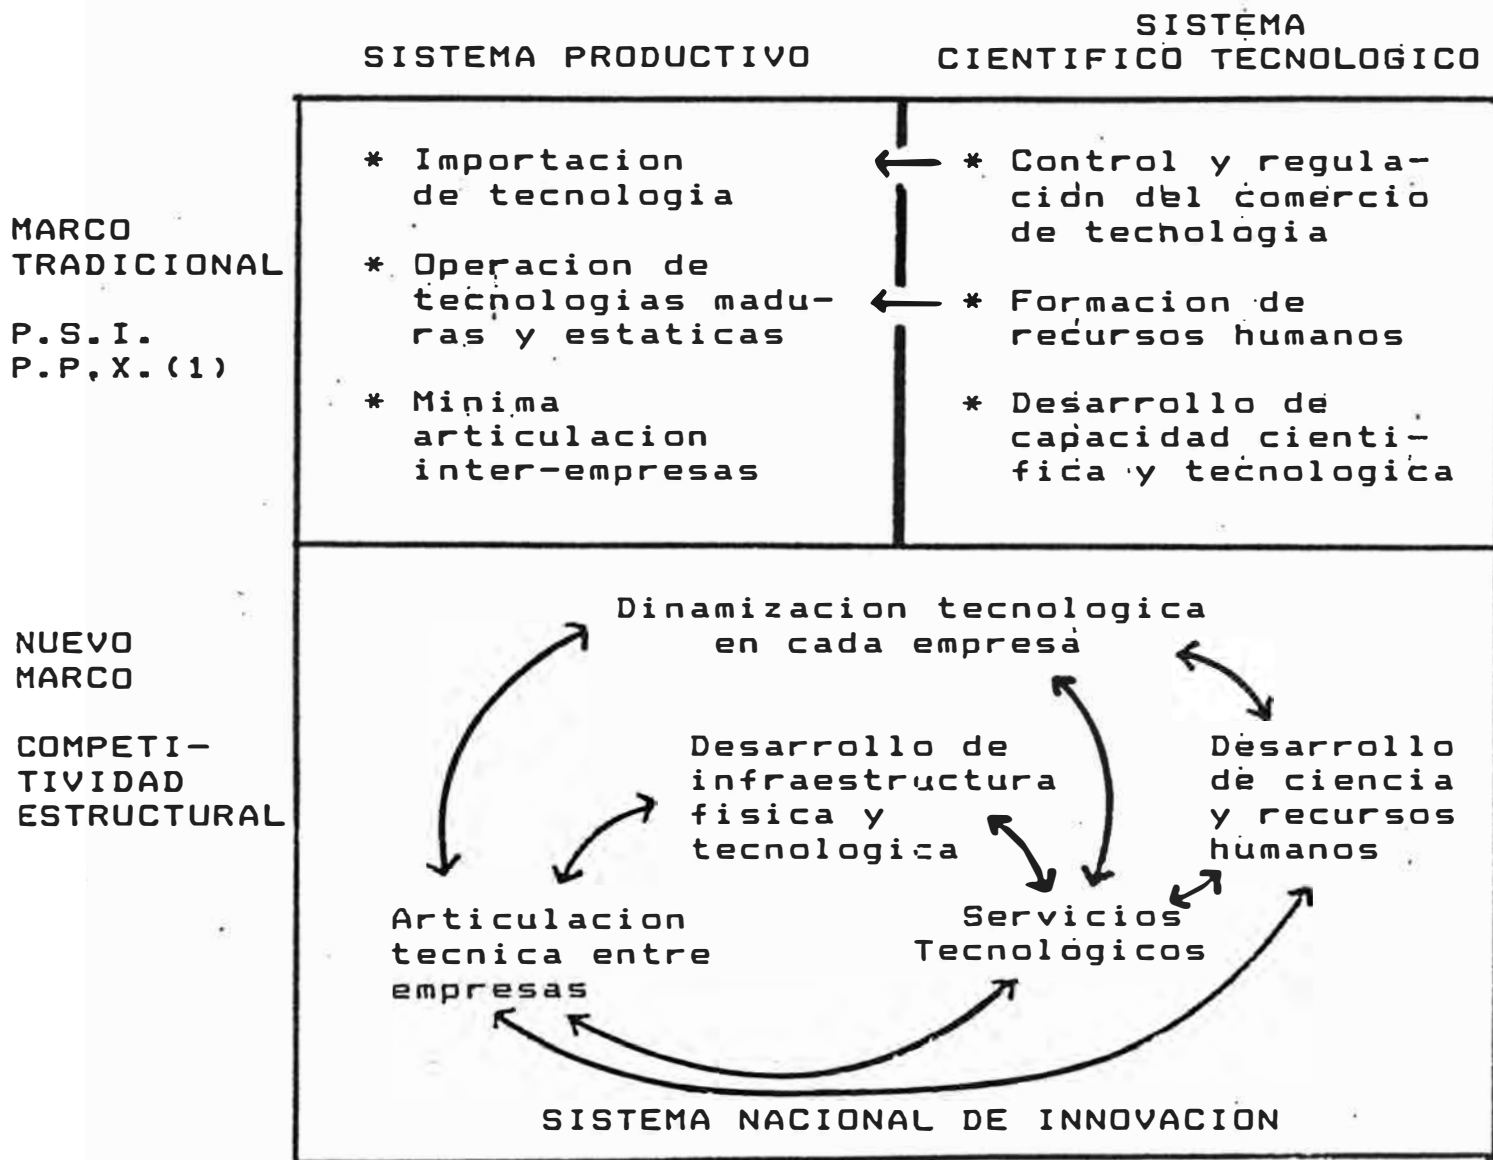 SISTEMA PRODUCTIVO
SISTEMA
CIENTIFICO TECNOLOGICO
MARCO
TRADICIONAL
P.S.I.
P.P.X.(1)
* Importacion
de tecnologia
* Operacion de
tecnologias madu-
ras y estaticas
* Minima
articulacion
inter-empresas
* Control y regula-
ción del comercio
de tecnologia
* Formacion de
recursos humanos
* Desarrollo de
capacidad cienti-
fica y tecnologica
NUEVO
MARCO
COMPETI-
TIVIDAD
ESTRUCTURAL
Dinamizacion tecnologica
en cada empresa
Desarrollo de
infraestructura
fisica y
tecnologica
Desarrollo
de ciencia
y recursos
humanos
Articulacion
tecnica entre
empresas
Servicios
Tecnológicos
SISTEMA NACIONAL DE INNOVACION